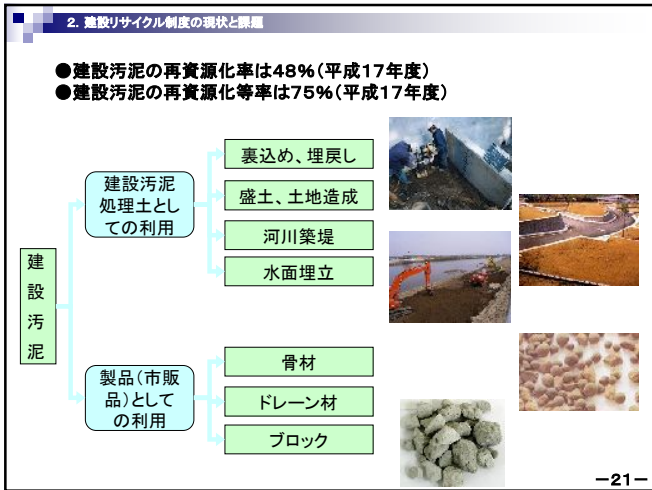 2. 建設リサイクル制度の現状と課題
●建設汚泥の再資源化率は48%(平成17年度)
●建設汚泥の再資源化等率は75%(平成17年度)
建
設
汚
泥
建設汚泥
処理土とし
ての利用
裏込め、埋戻し
盛土、土地造成
河川築堤
水面埋立
製品(市販
品)として
の利用
骨材
ドレーン材
ブロック
−21−